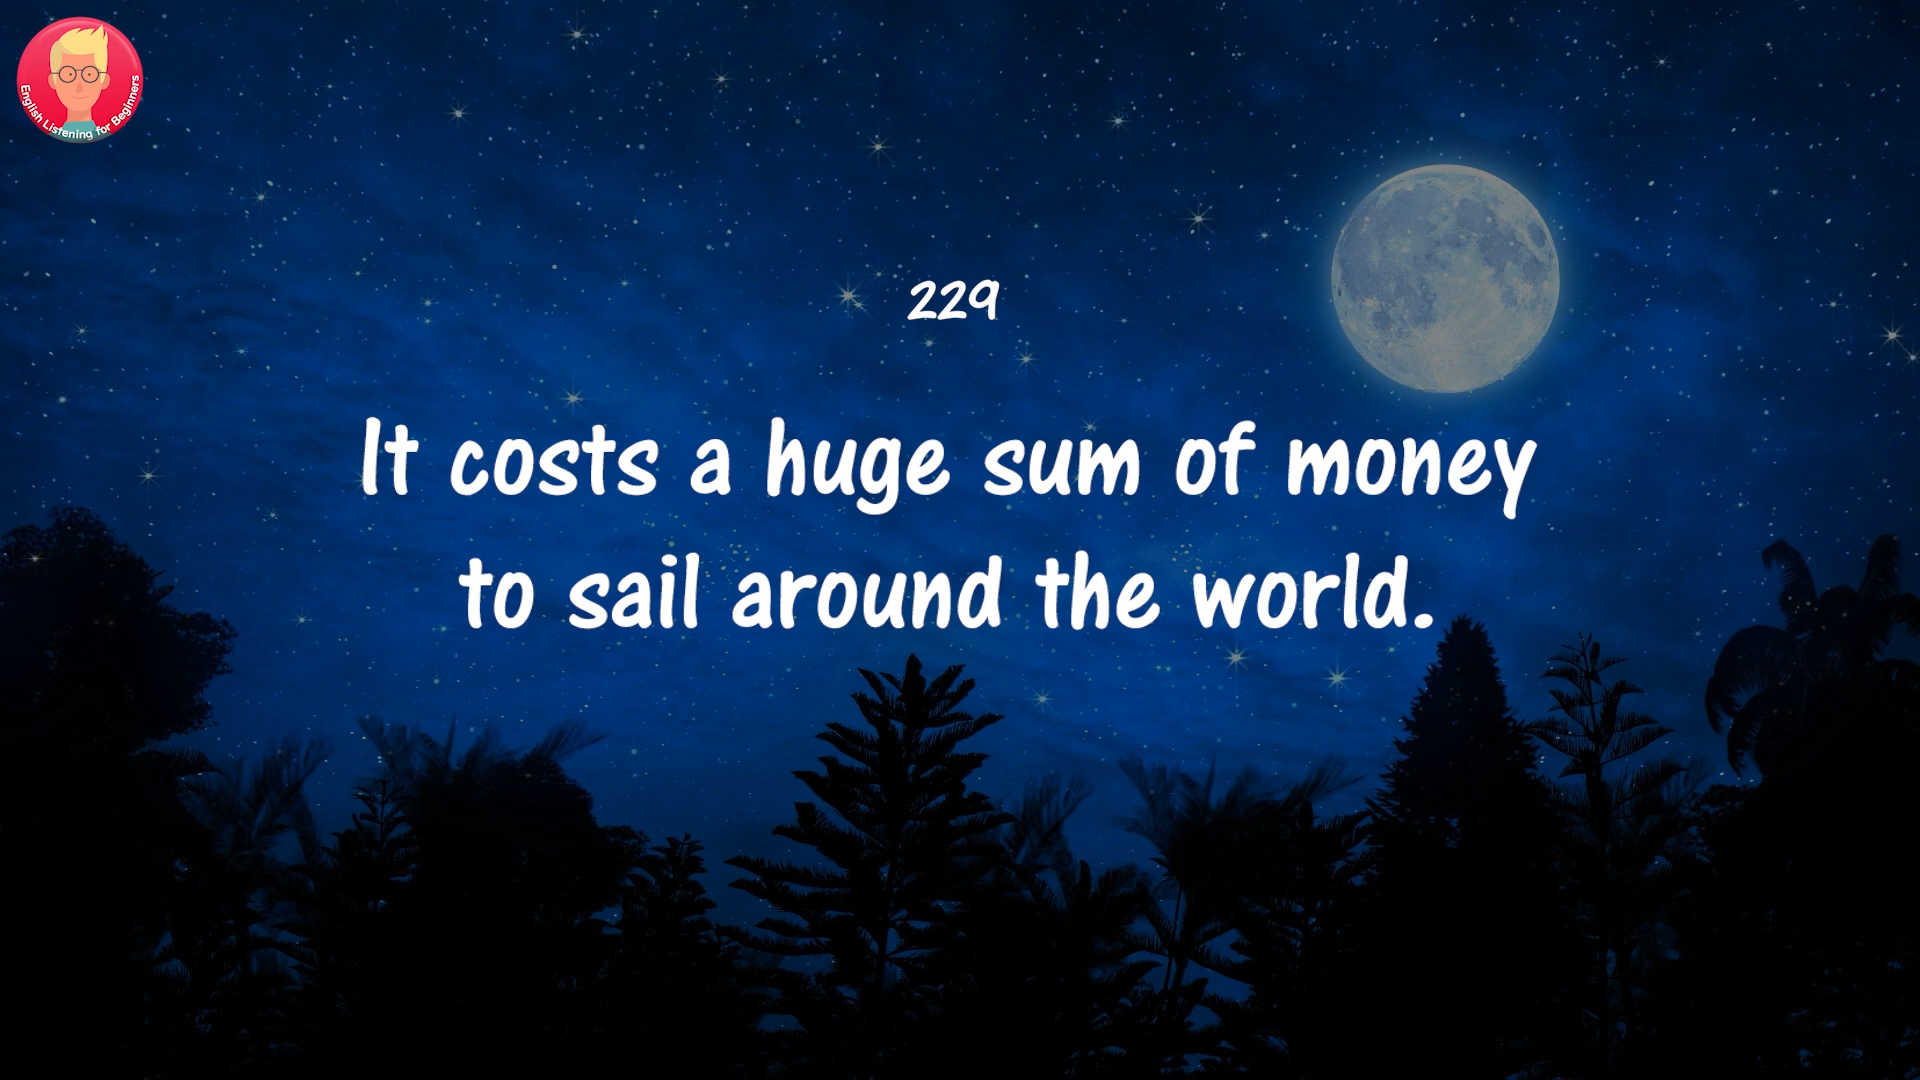 English Listening for Beginners
229
It costs a huge sum of money
to sail around the world.